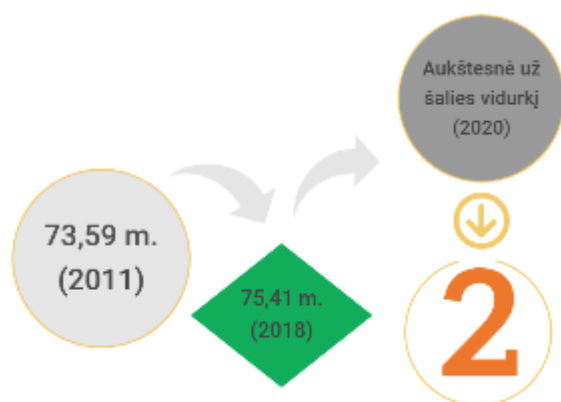 73,59 m.
(2011)
75,41 m.
(2018)
Aukštesnė už
šalies vidurkį
(2020)
2